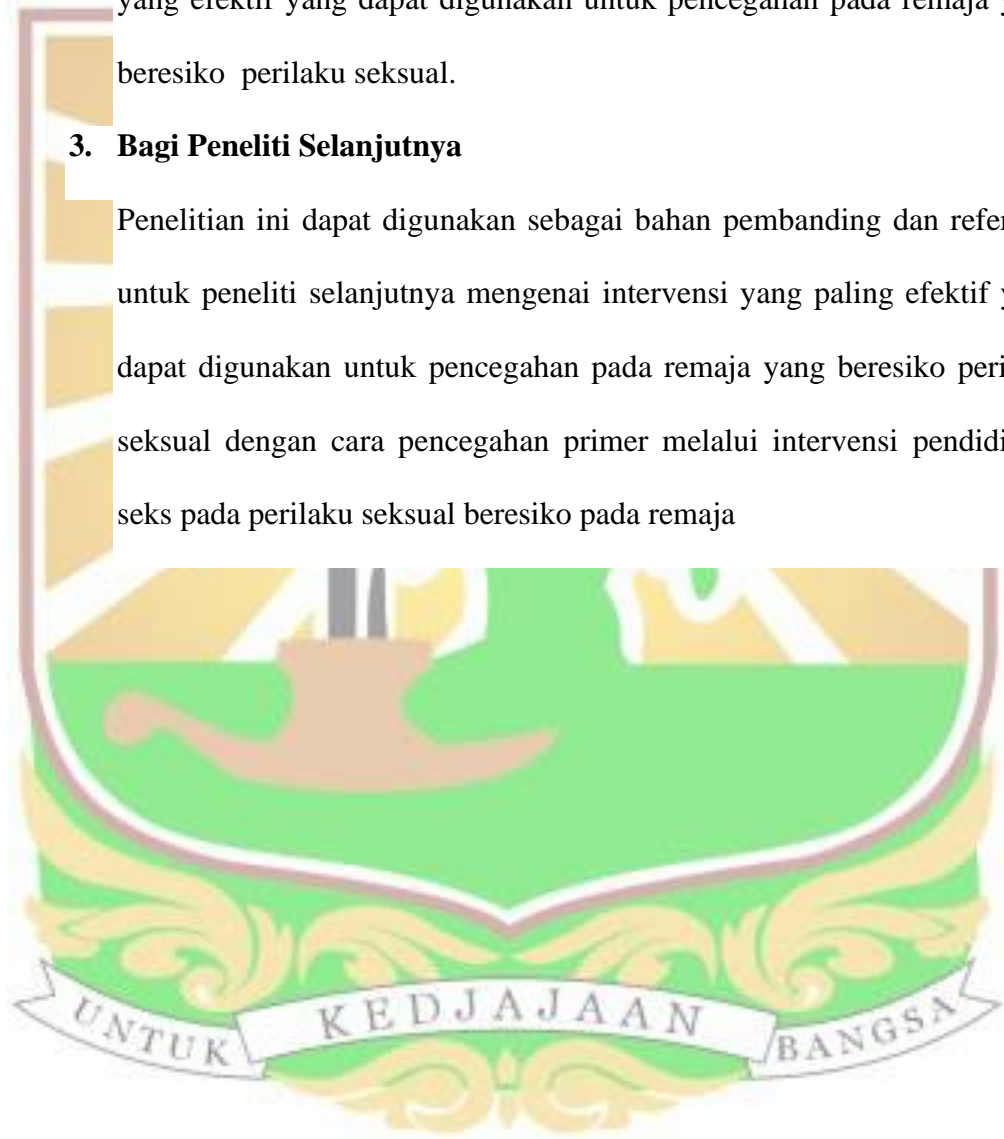 yang efektif yang dapat digunakan untuk pencegahan pada remaja
beresiko perilaku seksual.
3. Bagi Peneliti Selanjutnya
Penelitian ini dapat digunakan sebagai bahan pembanding dan
untuk peneliti selanjutnya mengenai intervensi yang paling efektif
dapat digunakan untuk pencegahan pada remaja yang beresiko
seksual dengan cara pencegahan primer melalui intervensi
seks pada perilaku seksual beresiko pada remaja
UNTUK KEDJAJAAN BANGSA